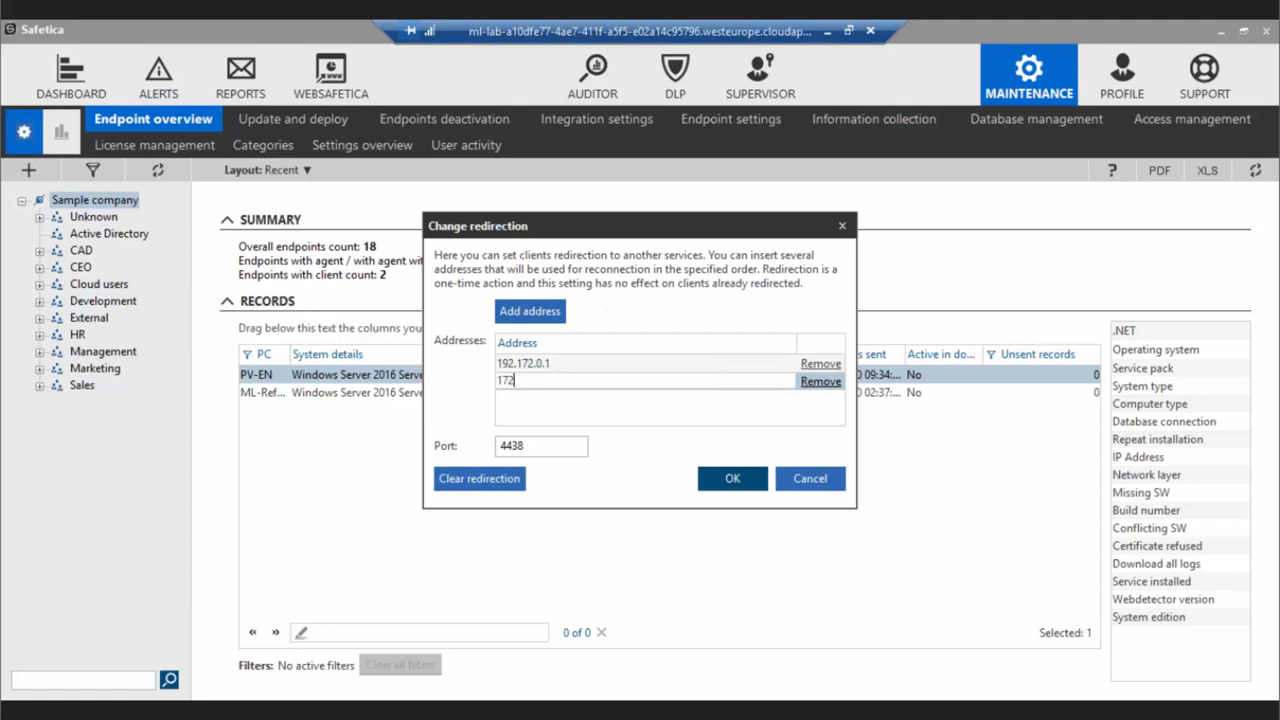 Safetica
ml-lab-a10dfe77-4ae7-411f-a5f5-e02a14c95796.westeurope.cloudap...
DASHBOARD ALERTS REPORTS WEBSAFETICA AUDITOR DLP SUPERVISOR MAINTENANCE PROFILE SUPPORT
Endpoint overview Update and deploy Endpoints deactivation Integration settings Endpoint settings Information collection Database management Access management
License management Categories Settings overview User activity
Layout: Recent ▼ ? PDF XLS
Sample company
Unknown
Active Directory
CAD
CEO
Cloud users
Development
External
HR
Management
Marketing
Sales
SUMMARY
Overall endpoints count: 18
Endpoints with agent / with agent wit
Endpoints with client count: 2
RECORDS
Drag below this text the columns you
PC System details s sent Active in do... Unsent records
PV-EN Windows Server 2016 Serve 0 09:34:... No 0
ML-Ref... Windows Server 2016 Serve 0 02:37:... No 0
Change redirection
Here you can set clients redirection to another services. You can insert several
addresses that will be used for reconnection in the specified order. Redirection is a
one-time action and this setting has no effect on clients already redirected.
Add address
Addresses: Address
192.172.0.1 Remove
172 Remove
Port: 4438
Clear redirection OK Cancel
.NET
Operating system
Service pack
System type
Computer type
Database connection
Repeat installation
IP Address
Network layer
Missing SW
Build number
Conflicting SW
Certificate refused
Download all logs
Service installed
Webdetector version
System edition
« » 0 of 0 Selected: 1
Filters: No active filters Clear all filters